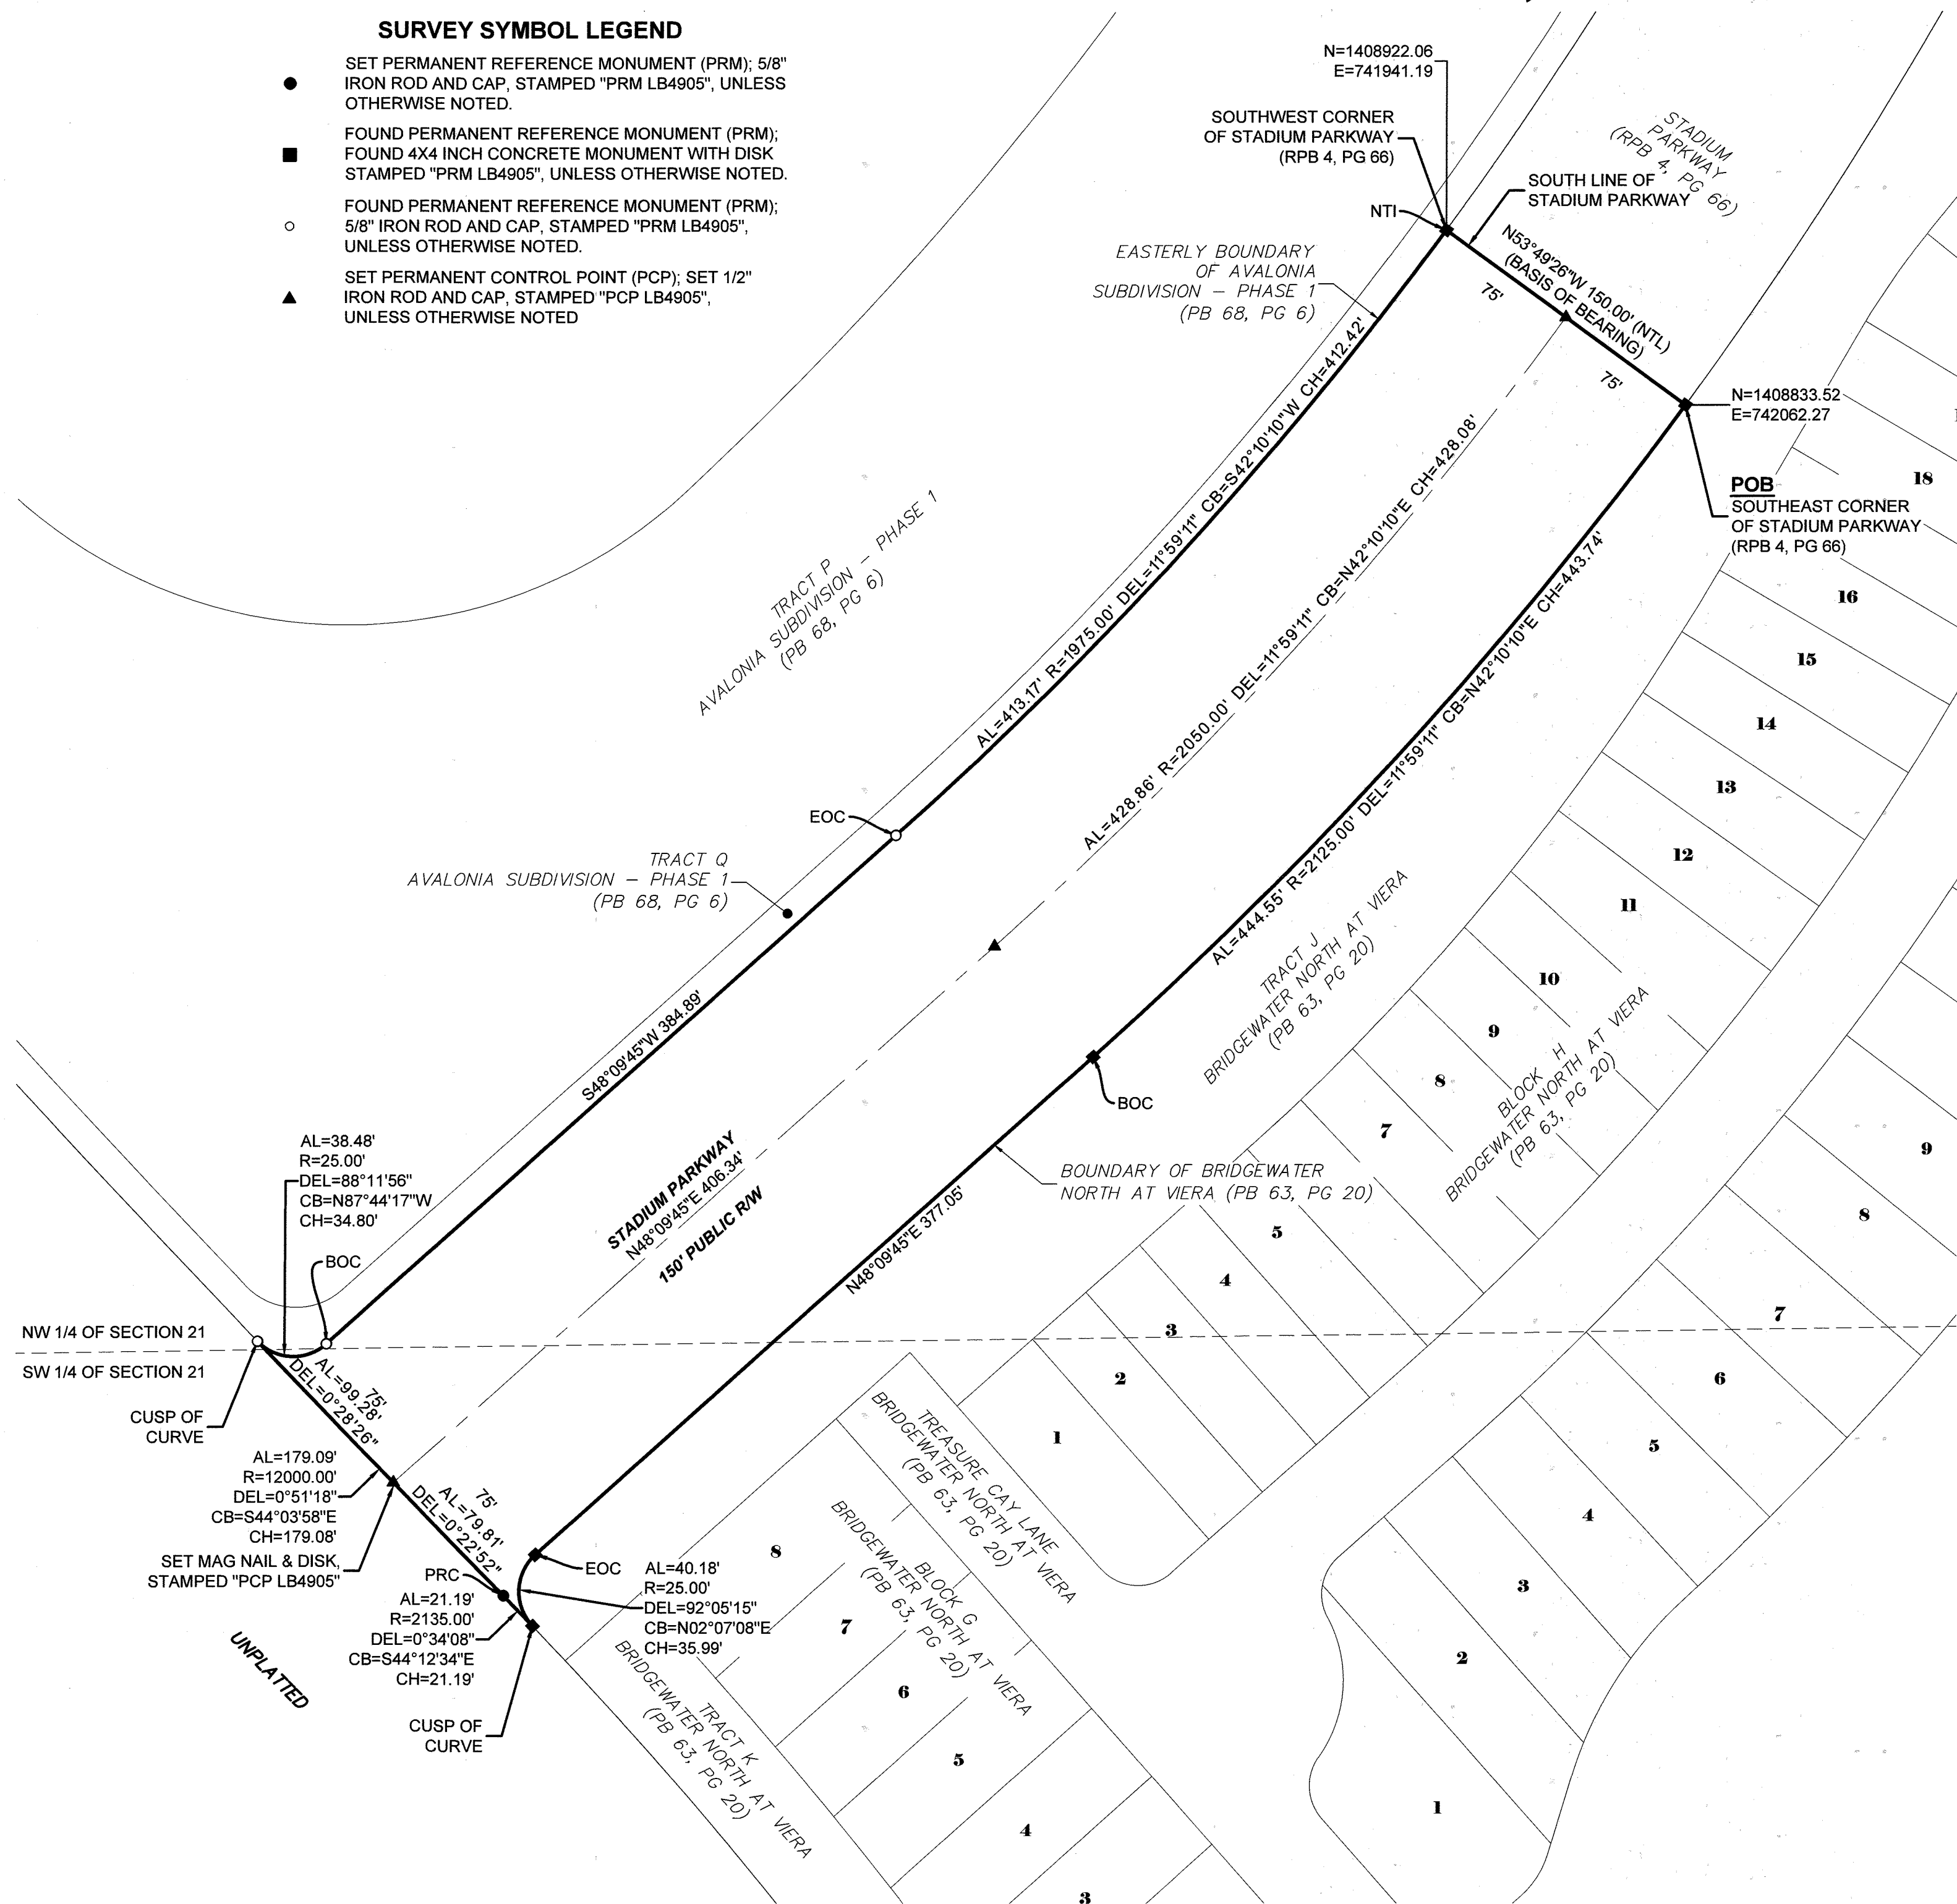 SURVEY SYMBOL LEGEND
SET PERMANENT REFERENCE MONUMENT (PRM); 5/8"
IRON ROD AND CAP, STAMPED "PRM LB4905", UNLESS
OTHERWISE NOTED.
FOUND PERMANENT REFERENCE MONUMENT (PRM);
FOUND 4X4 INCH CONCRETE MONUMENT WITH DISK
STAMPED "PRM LB4905", UNLESS OTHERWISE NOTED.
FOUND PERMANENT REFERENCE MONUMENT (PRM);
5/8" IRON ROD AND CAP, STAMPED "PRM LB4905",
UNLESS OTHERWISE NOTED.
SET PERMANENT CONTROL POINT (PCP); SET 1/2"
IRON ROD AND CAP, STAMPED "PCP LB4905",
UNLESS OTHERWISE NOTED
N=1408922.06
E=741941.19
SOUTHWEST CORNER
OF STADIUM PARKWAY
(RPB 4, PG 66)
NTI
STADIUM
PARKWAY
(RPB 4, PG 66)
SOUTH LINE OF
STADIUM PARKWAY
N53°49'26"W 150.00' (NTL)
(BASIS OF BEARING)
75'
75'
EASTERLY BOUNDARY
OF AVALONIA
SUBDIVISION – PHASE 1
(PB 68, PG 6)
N=1408833.52
E=742062.27
POB
SOUTHEAST CORNER
OF STADIUM PARKWAY
(RPB 4, PG 66)
AL=413.17' R=1975.00' DEL=11°59'11" CB=S42°10'10"W CH=412.42'
AL=428.86' R=2050.00' DEL=11°59'11" CB=N42°10'10"E CH=428.08'
AL=444.55' R=2125.00' DEL=11°59'11" CB=N42°10'10"E CH=443.74'
TRACT P
AVALONIA SUBDIVISION – PHASE 1
(PB 68, PG 6)
EOC
TRACT Q
AVALONIA SUBDIVISION – PHASE 1
(PB 68, PG 6)
S48°09'45"W 384.89'
TRACT J
BRIDGEWATER NORTH AT VIERA
(PB 63, PG 20)
BLOCK H
BRIDGEWATER NORTH AT VIERA
(PB 63, PG 20)
18
16
15
14
13
12
11
10
9
8
7
5
4
3
2
1
BOC
BOUNDARY OF BRIDGEWATER
NORTH AT VIERA (PB 63, PG 20)
STADIUM PARKWAY
N48°09'45"E 406.34'
150' PUBLIC R/W
N48°09'45"E 377.05'
AL=38.48'
R=25.00'
DEL=88°11'56"
CB=N87°44'17"W
CH=34.80'
BOC
NW 1/4 OF SECTION 21
SW 1/4 OF SECTION 21
CUSP OF
CURVE
75'
AL=99.28'
DEL=0°28'26"
AL=179.09'
R=12000.00'
DEL=0°51'18"
CB=S44°03'58"E
CH=179.08'
SET MAG NAIL & DISK,
STAMPED "PCP LB4905"
75'
AL=79.81'
DEL=0°22'52"
PRC
AL=21.19'
R=2135.00'
DEL=0°34'08"
CB=S44°12'34"E
CH=21.19'
EOC
AL=40.18'
R=25.00'
DEL=92°05'15"
CB=N02°07'08"E
CH=35.99'
CUSP OF
CURVE
UNPLATTED
TREASURE CAY LANE
BRIDGEWATER NORTH AT VIERA
(PB 63, PG 20)
BLOCK G
BRIDGEWATER NORTH AT VIERA
(PB 63, PG 20)
TRACT K
BRIDGEWATER NORTH AT VIERA
(PB 63, PG 20)
8
7
6
5
4
3
9
8
7
6
5
4
3
2
1